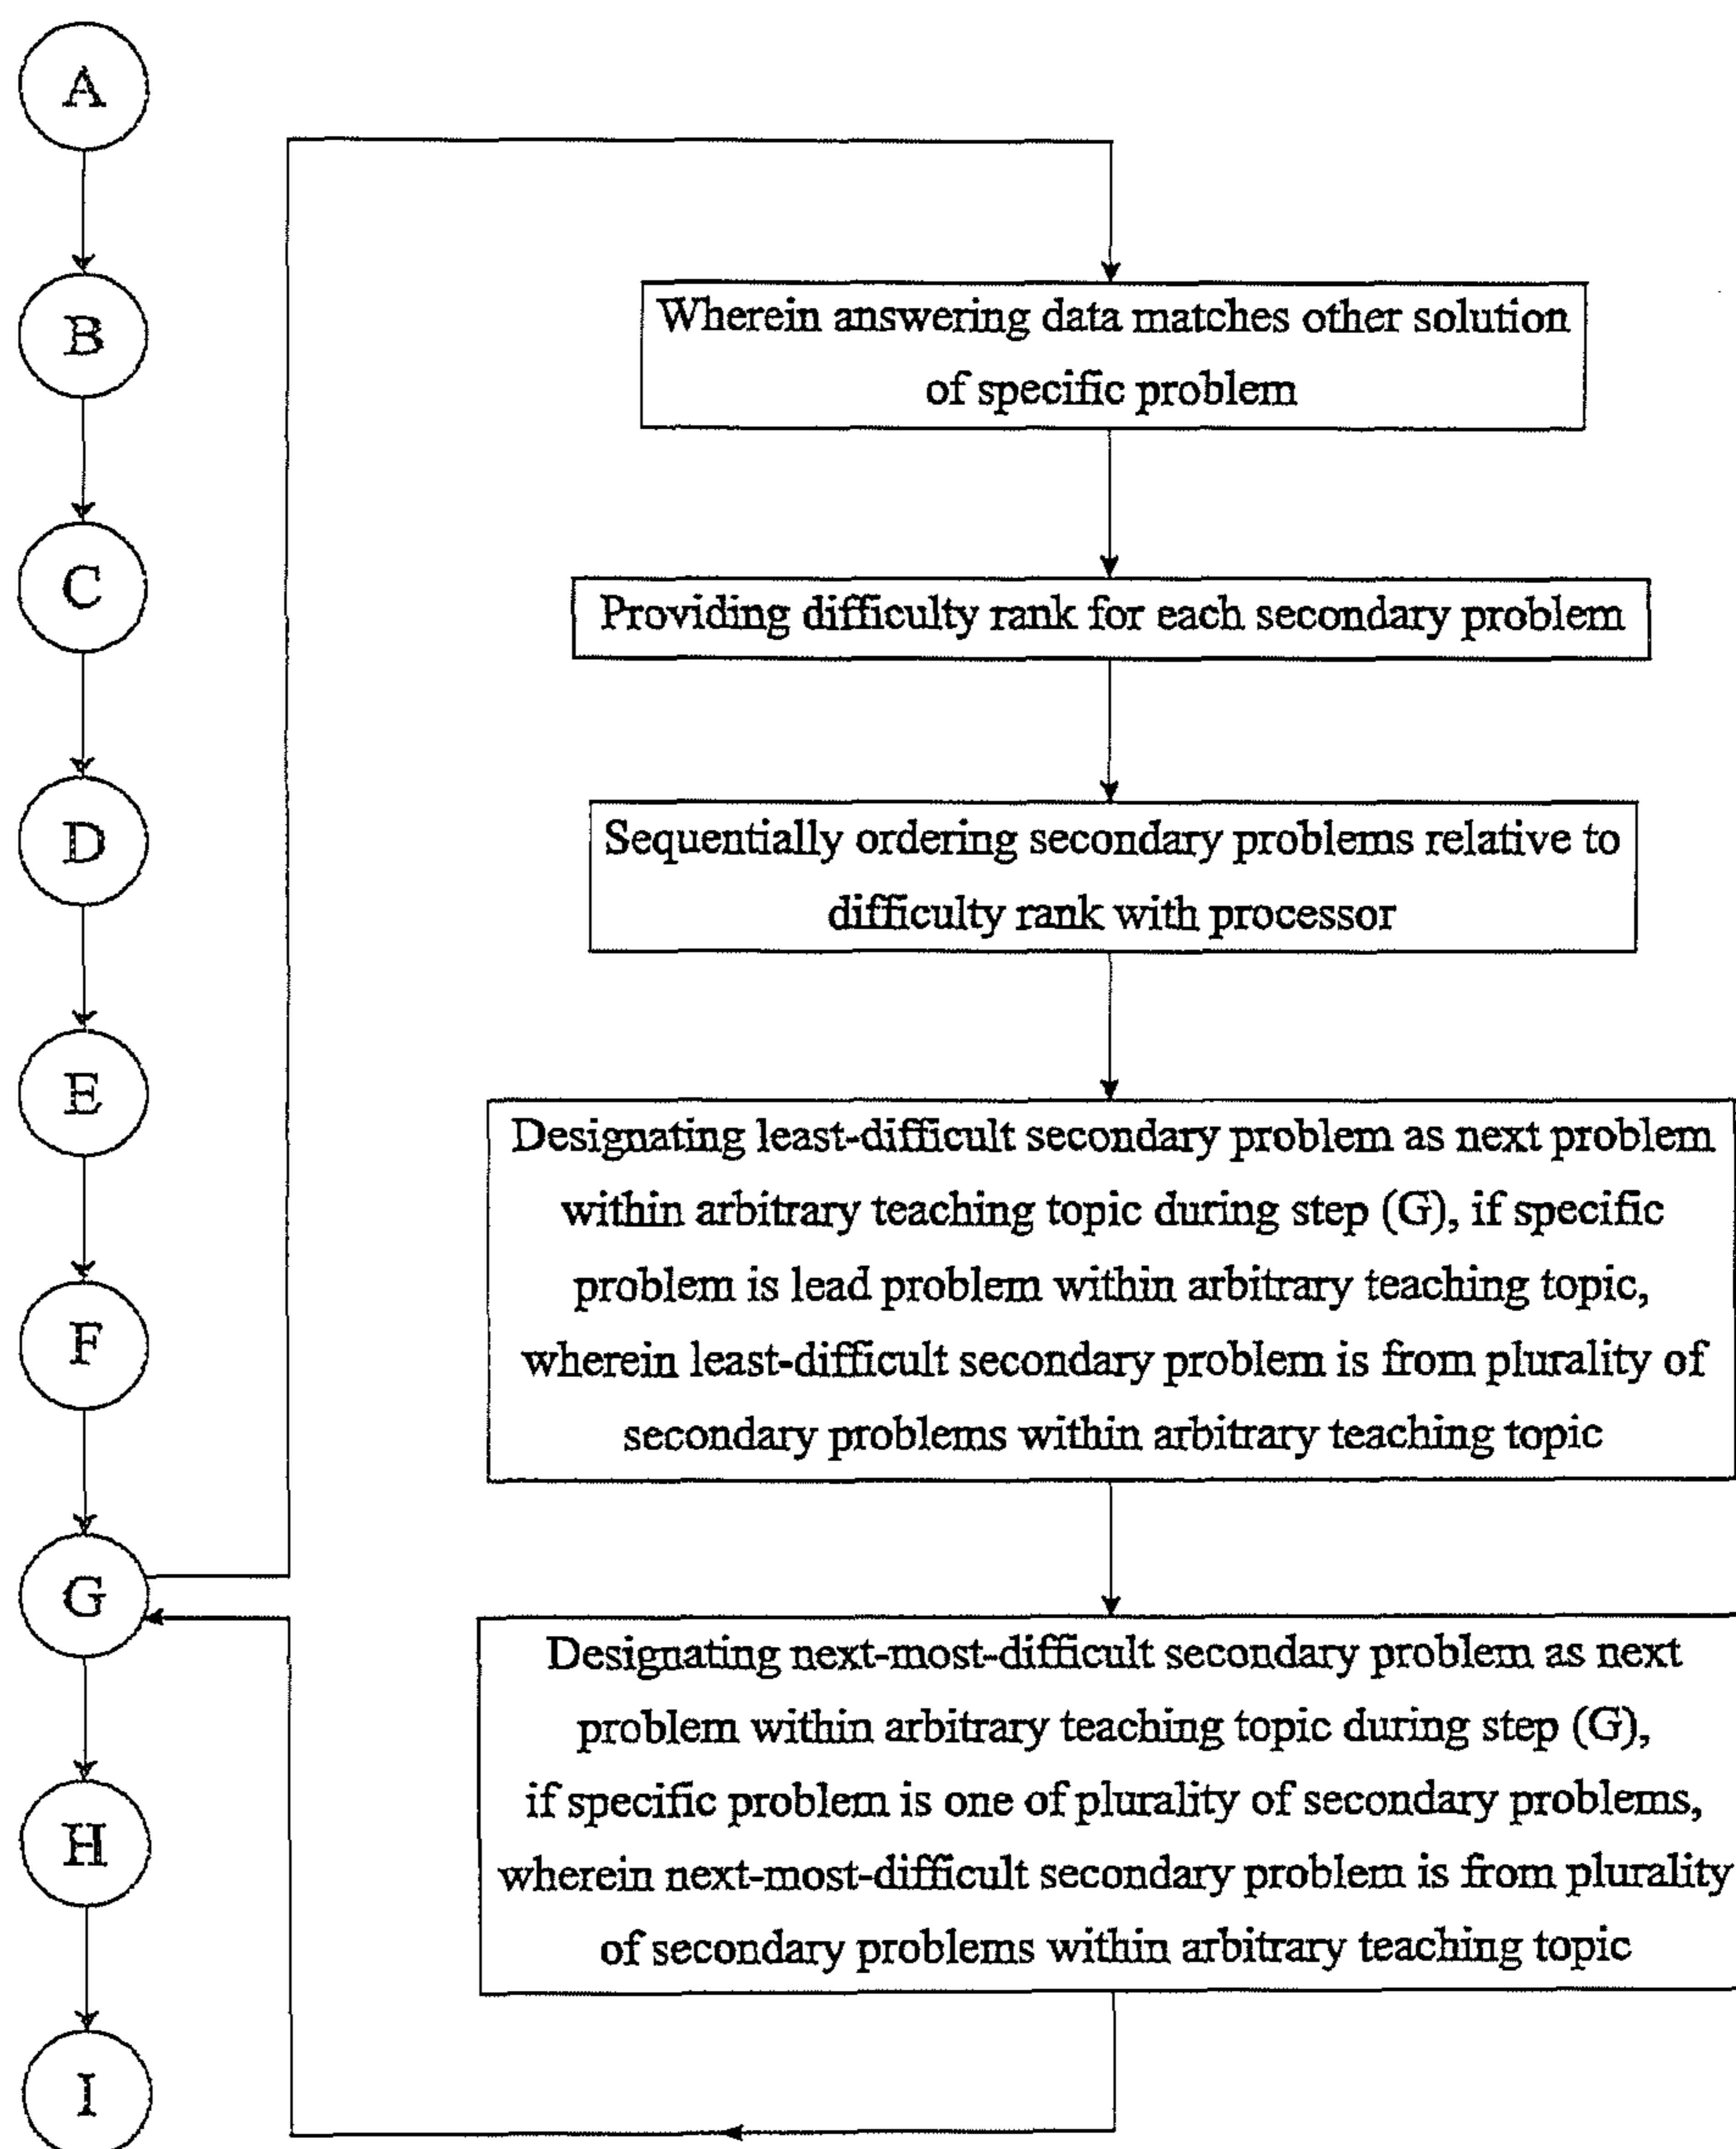 A
B
C
D
E
F
G
H
I
Wherein answering data matches other solution
of specific problem
Providing difficulty rank for each secondary problem
Sequentially ordering secondary problems relative to
difficulty rank with processor
Designating least-difficult secondary problem as next problem
within arbitrary teaching topic during step (G), if specific
problem is lead problem within arbitrary teaching topic,
wherein least-difficult secondary problem is from plurality of
secondary problems within arbitrary teaching topic
Designating next-most-difficult secondary problem as next
problem within arbitrary teaching topic during step (G),
if specific problem is one of plurality of secondary problems,
wherein next-most-difficult secondary problem is from plurality
of secondary problems within arbitrary teaching topic